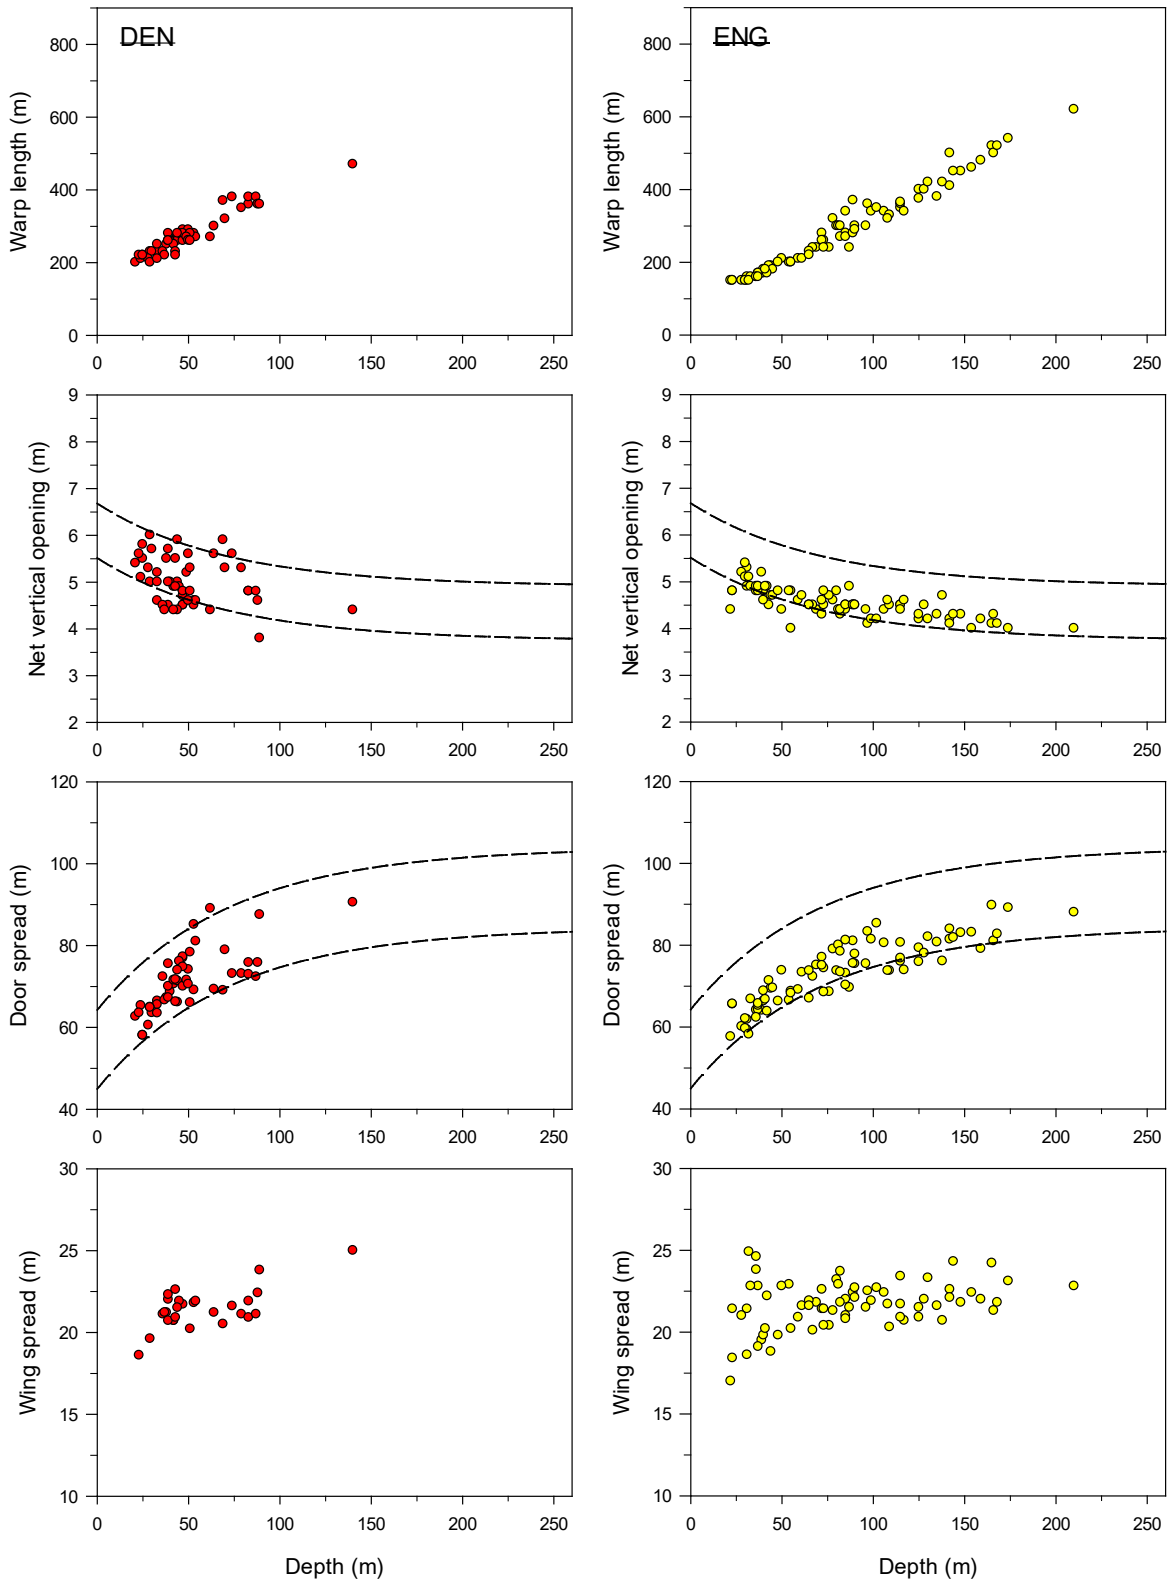 DEN
ENG
Warp length (m)
800
600
400
200
0
0 50 100 150 200 250
Warp length (m)
800
600
400
200
0
0 50 100 150 200 250
Net vertical opening (m)
9
8
7
6
5
4
3
2
0 50 100 150 200 250
Net vertical opening (m)
9
8
7
6
5
4
3
2
0 50 100 150 200 250
Door spread (m)
120
100
80
60
40
0 50 100 150 200 250
Door spread (m)
120
100
80
60
40
0 50 100 150 200 250
Wing spread (m)
30
25
20
15
10
0 50 100 150 200 250
Depth (m)
Wing spread (m)
30
25
20
15
10
0 50 100 150 200 250
Depth (m)